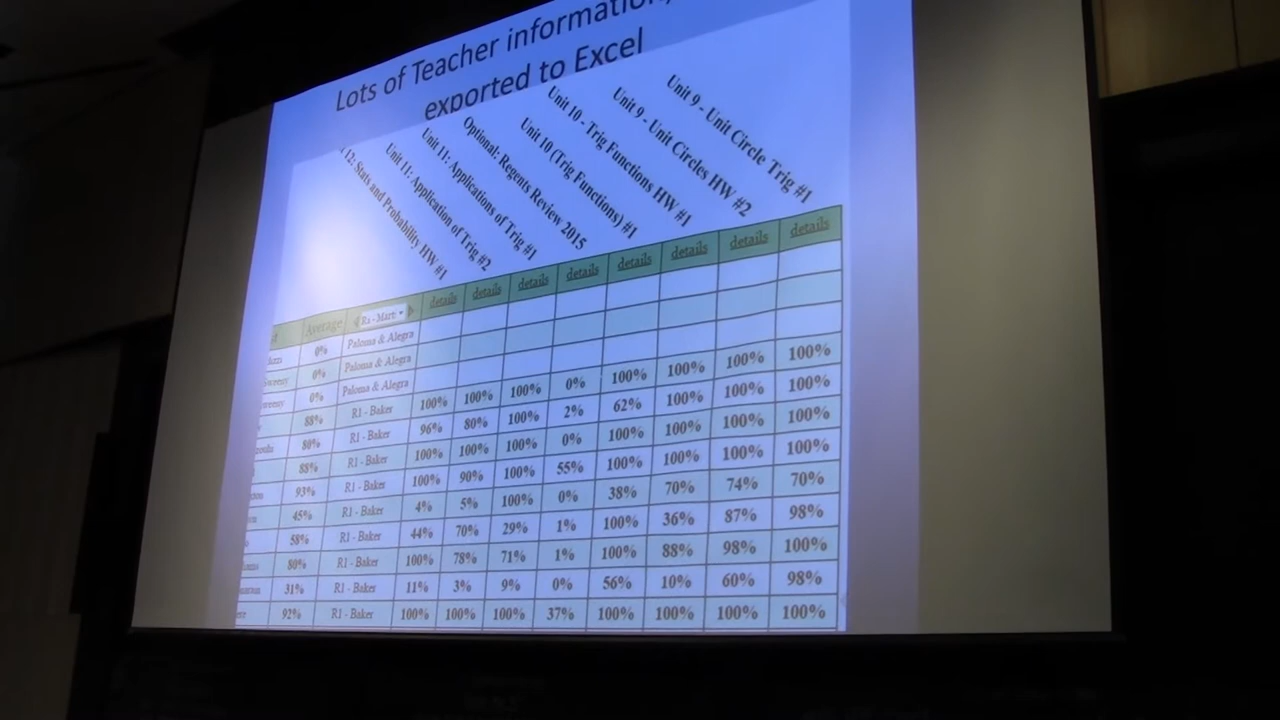 Lots of Teacher information,
exported to Excel
12: Stats and Probability HW #1
Unit 11: Application of Trig #2
Unit 11: Applications of Trig #1
Optional: Regents Review 2015
Unit 10 (Trig Functions) #1
Unit 10 - Trig Functions HW #1
Unit 9 - Unit Circles HW #2
Unit 9 - Unit Circle Trig #1
# Average details details details details details details details details
0% Paloma & Alegra
0% Paloma & Alegra
0% Paloma & Alegra
88% R1 - Baker 100% 100% 100% 0% 100% 100% 100% 100%
80% R1 - Baker 96% 80% 100% 2% 62% 100% 100% 100%
88% R1 - Baker 100% 100% 100% 0% 100% 100% 100% 100%
93% R1 - Baker 100% 90% 100% 55% 100% 100% 100% 100%
45% R1 - Baker 4% 5% 100% 0% 38% 70% 74% 70%
58% R1 - Baker 44% 70% 29% 1% 100% 36% 87% 98%
80% R1 - Baker 100% 78% 71% 1% 100% 88% 98% 100%
31% R1 - Baker 11% 3% 9% 0% 56% 10% 60% 98%
92% R1 - Baker 100% 100% 100% 37% 100% 100% 100% 100%